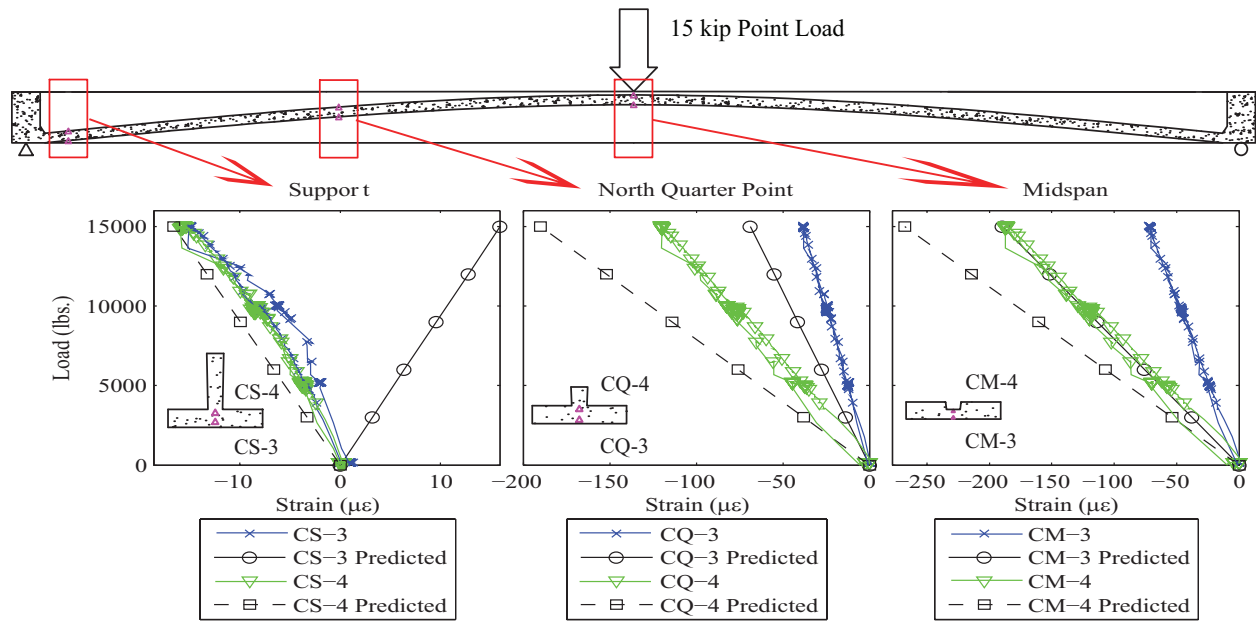 15 kip Point Load
Support
North Quarter Point
Midspan
Load (lbs.)
15000
10000
5000
0
CS-4
CS-3
CQ-4
CQ-3
CM-4
CM-3
−10
0
10
−200
−150
−100
−50
0
−250
−200
−150
−100
−50
0
Strain (με)
Strain (με)
Strain (με)
CS−3
CS−3 Predicted
CS−4
CS−4 Predicted
CQ−3
CQ−3 Predicted
CQ−4
CQ−4 Predicted
CM−3
CM−3 Predicted
CM−4
CM−4 Predicted